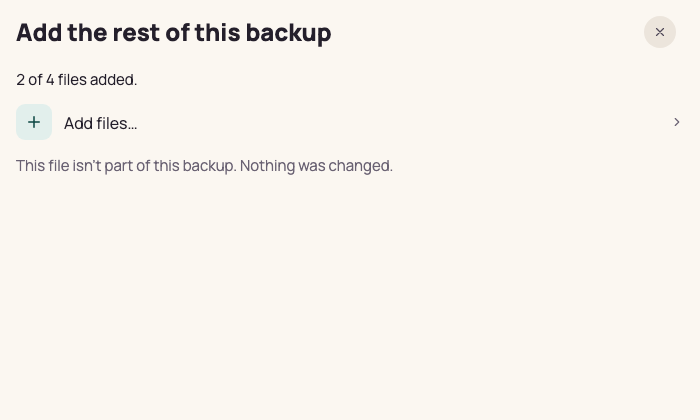 Add the rest of this backup
2 of 4 files added.
Add files…
This file isn't part of this backup. Nothing was changed.